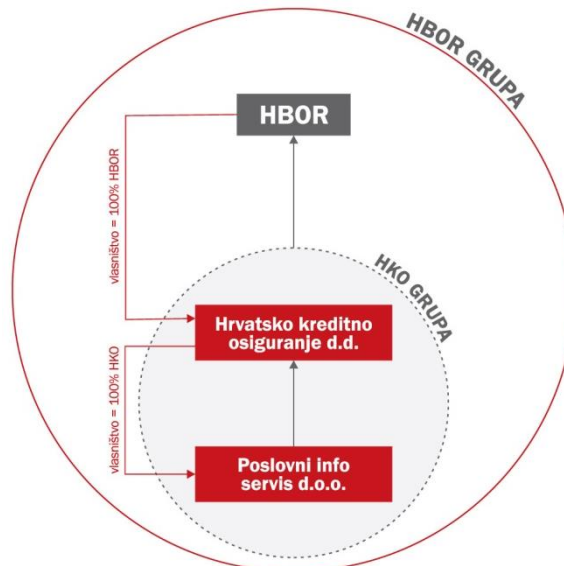 HBOR GRUPA
HBOR
vlasništvo = 100% HBOR
HKO GRUPA
Hrvatsko kreditno
osiguranje d.d.
vlasništvo = 100% HKO
Poslovni info
servis d.o.o.